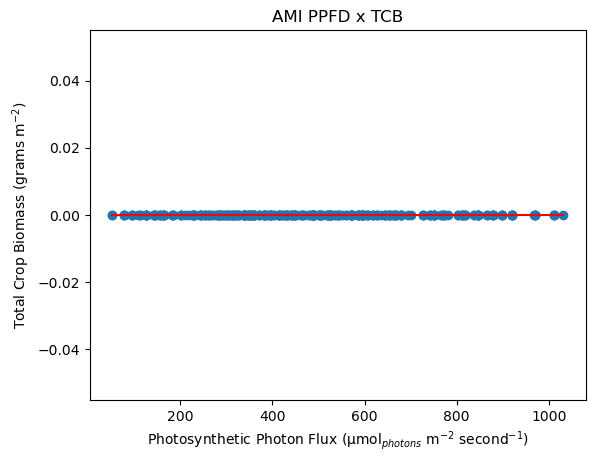 AMI PPFD x TCB
Total Crop Biomass (grams m⁻²)
0.04
0.02
0.00
−0.02
−0.04
200 400 600 800 1000
Photosynthetic Photon Flux (μmol_photons m⁻² second⁻¹)